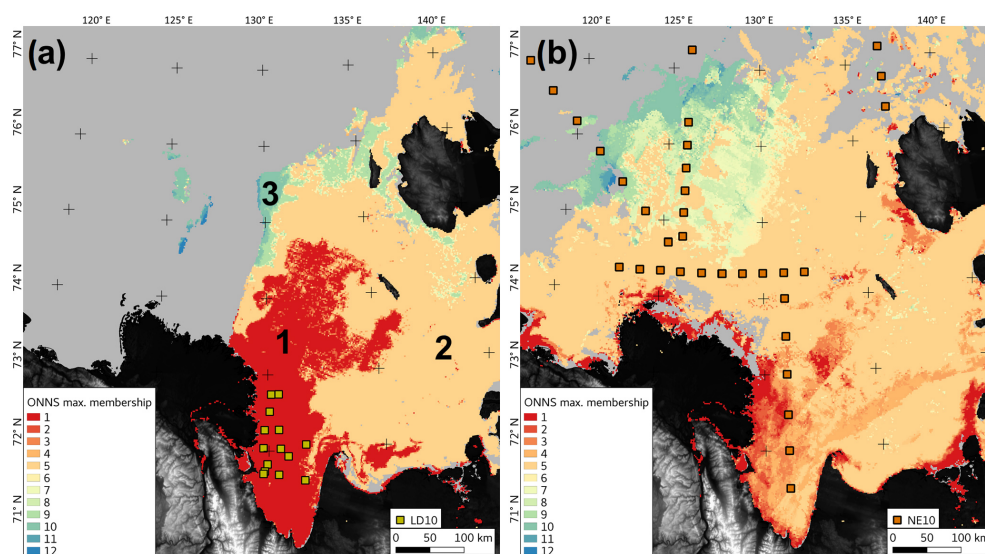 120° E 125°E 130° E 135°E 140° E
(a)
77° N
76° N
75° N
74° N
73° N
72° N
71° N
3
1
2
ONNS max. membership
1
2
3
4
5
6
7
8
9
10
11
12
LD10
0 50 100 km
120° E 125°E 130° E 135°E 140° E
(b)
77° N
76° N
75° N
74° N
73° N
72° N
71° N
ONNS max. membership
1
2
3
4
5
6
7
8
9
10
11
12
NE10
0 50 100 km